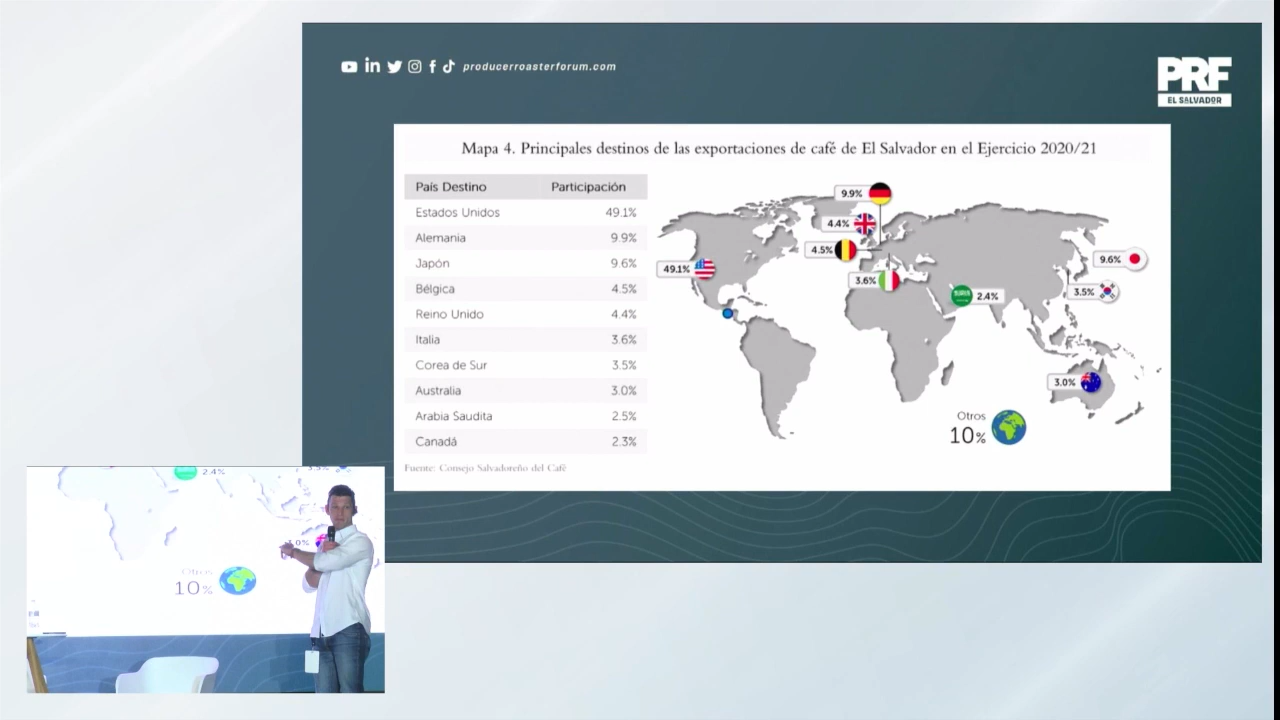 producerroasterforum.com
PRF
EL SALVADOR
Mapa 4. Principales destinos de las exportaciones de café de El Salvador en el Ejercicio 2020/21
País Destino Participación
Estados Unidos 49.1%
Alemania 9.9%
Japón 9.6%
Bélgica 4.5%
Reino Unido 4.4%
Italia 3.6%
Corea de Sur 3.5%
Australia 3.0%
Arabia Saudita 2.5%
Canadá 2.3%
Fuente: Consejo Salvadoreño del Café
9.9%
4.4%
4.5%
49.1%
3.6%
2.4%
9.6%
3.5%
3.0%
Otros
10%
2.4%
3.5%
3.0%
Otros
10%